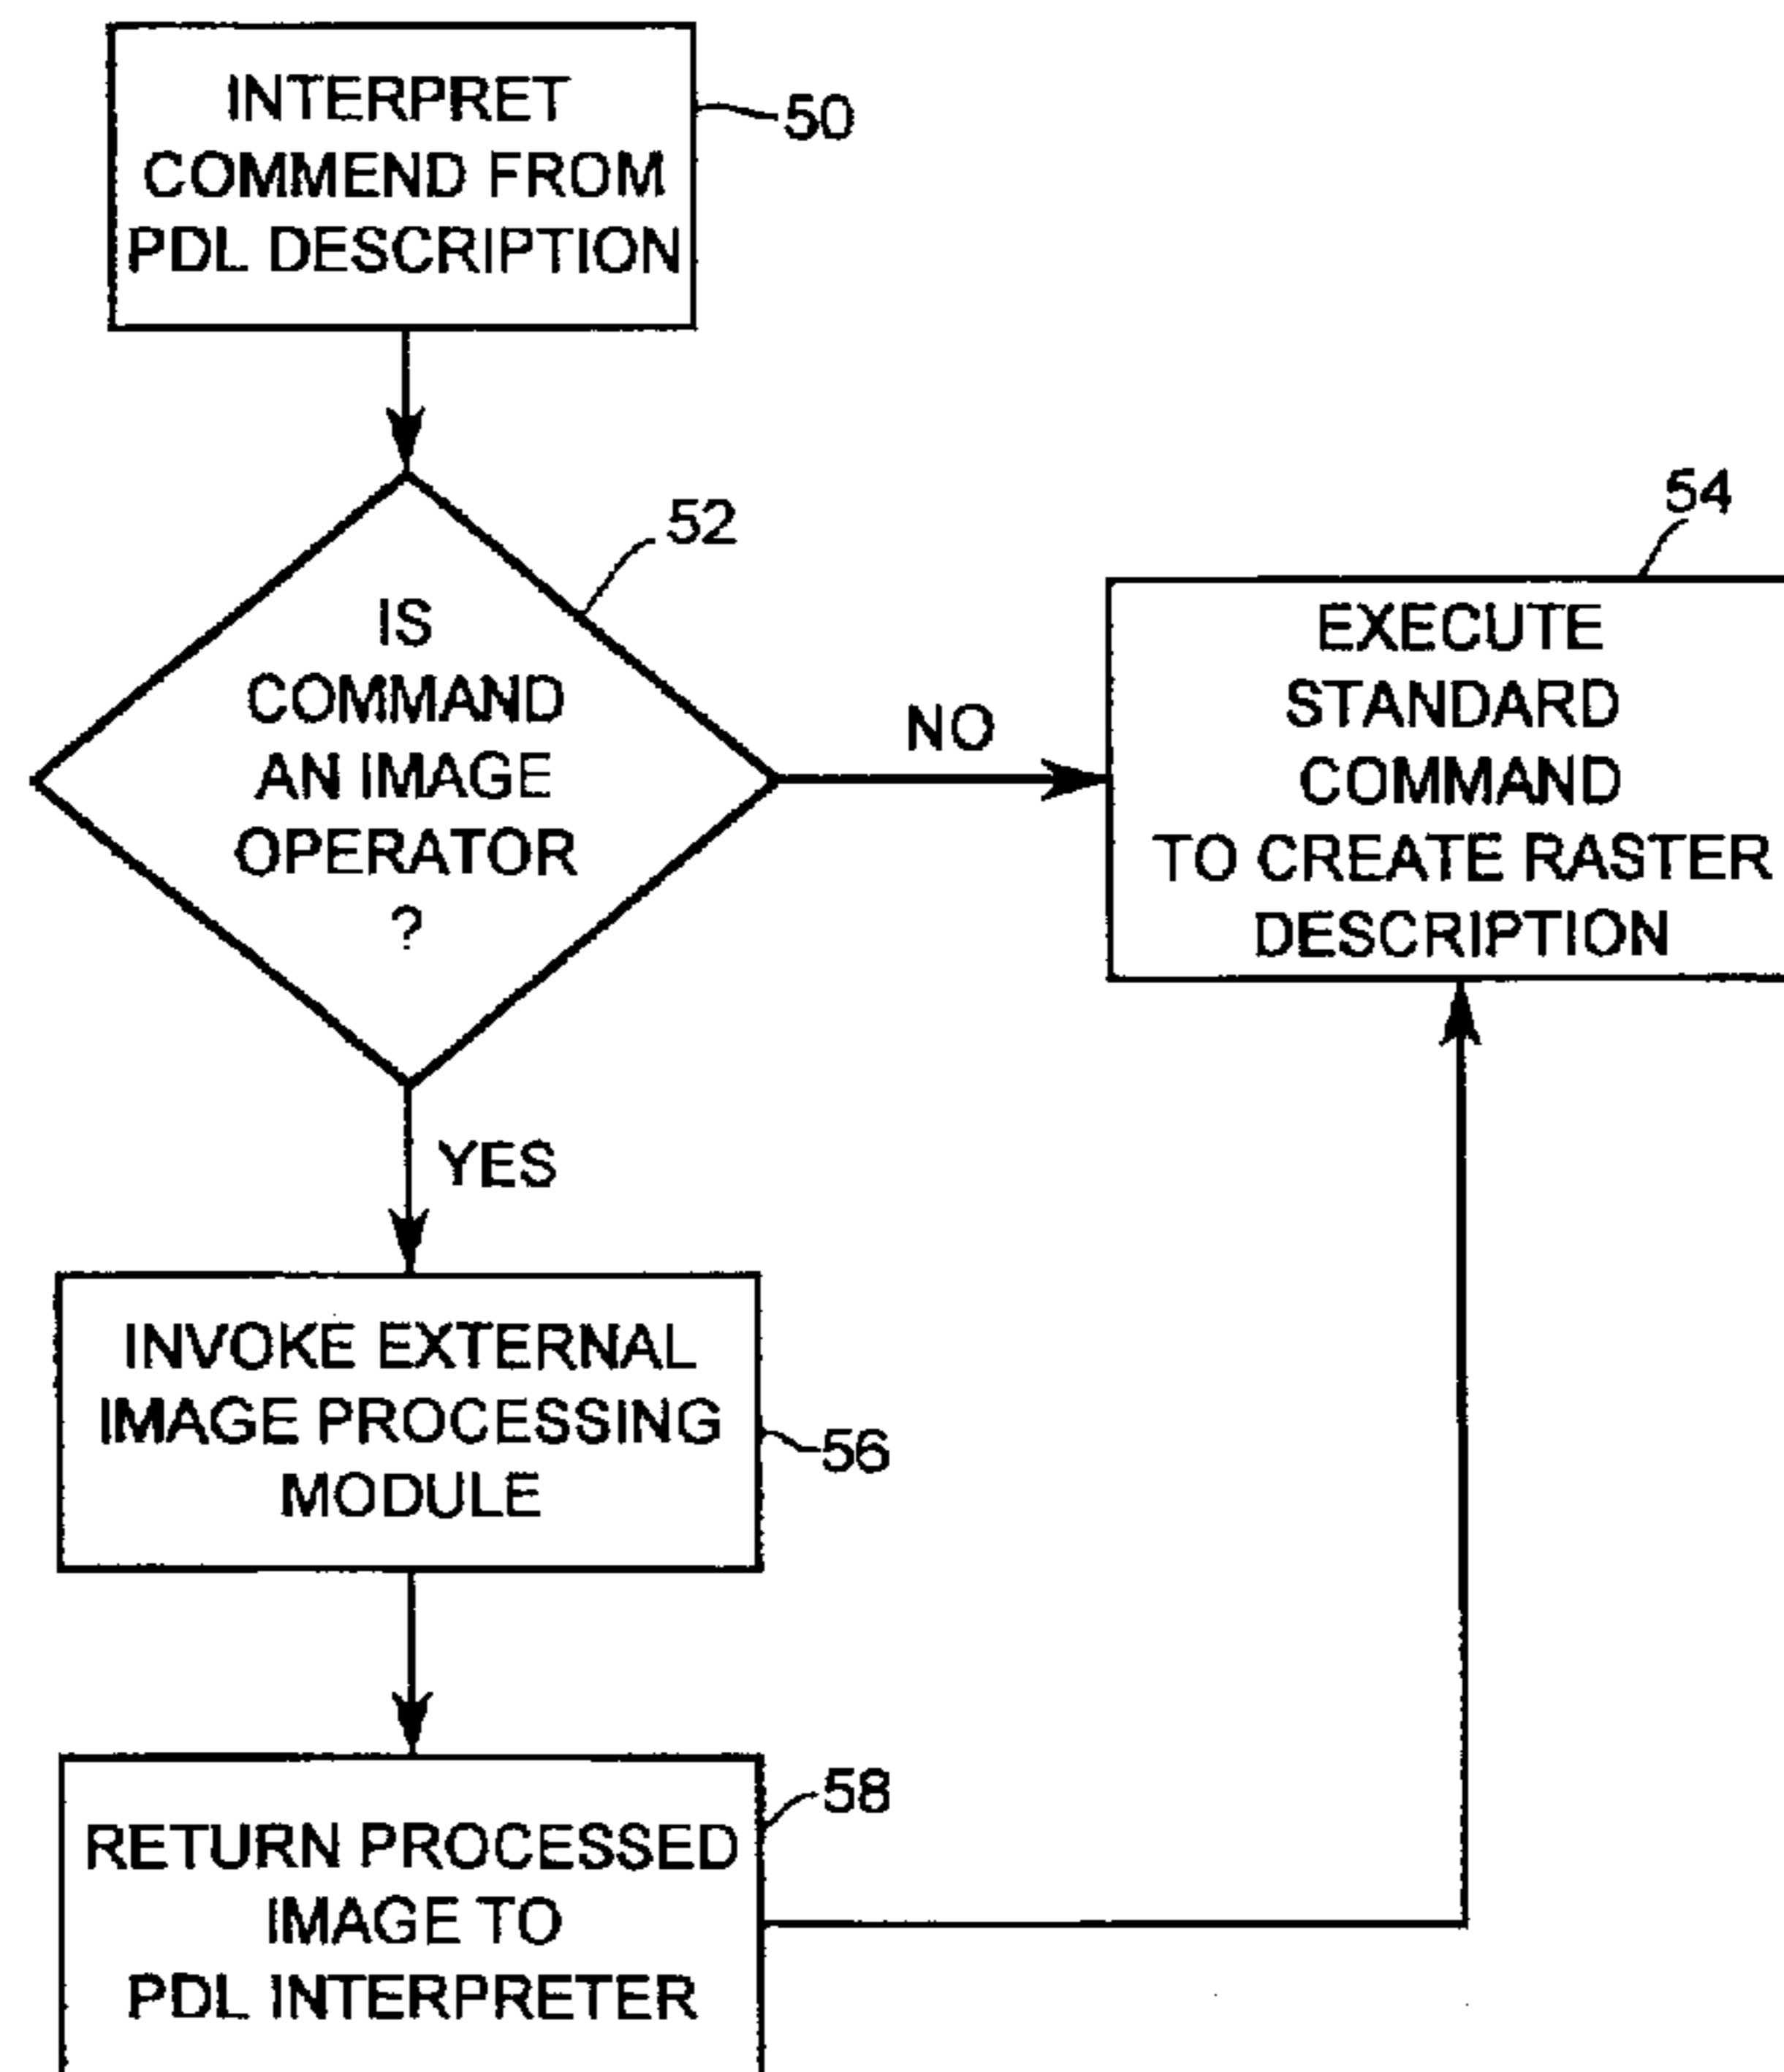 INTERPRET
COMMEND FROM
PDL DESCRIPTION
50
IS
COMMAND
AN IMAGE
OPERATOR
?
52
NO
54
EXECUTE
STANDARD
COMMAND
TO CREATE RASTER
DESCRIPTION
YES
INVOKE EXTERNAL
IMAGE PROCESSING
MODULE
56
RETURN PROCESSED
IMAGE TO
PDL INTERPRETER
58